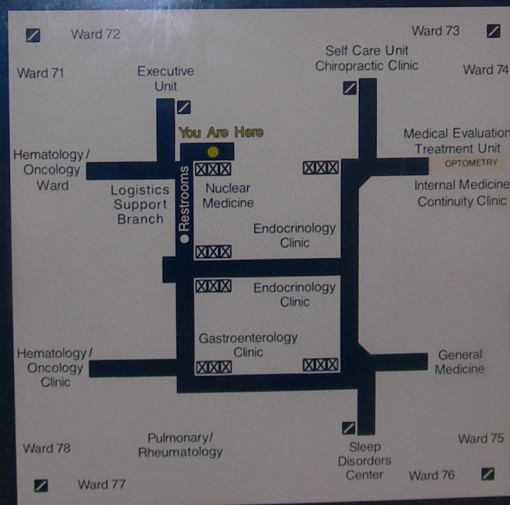 Ward 72
Ward 73
Self Care Unit
Chiropractic Clinic
Ward 71
Executive
Unit
Ward 74
You Are Here
Medical Evaluation
Treatment Unit
OPTOMETRY
Hematology/
Oncology
Ward
Restrooms
Logistics
Support
Branch
Nuclear
Medicine
Internal Medicine
Continuity Clinic
Endocrinology
Clinic
Endocrinology
Clinic
Gastroenterology
Clinic
Hematology/
Oncology
Clinic
General
Medicine
Ward 78
Pulmonary/
Rheumatology
Sleep
Disorders
Center
Ward 75
Ward 77
Ward 76